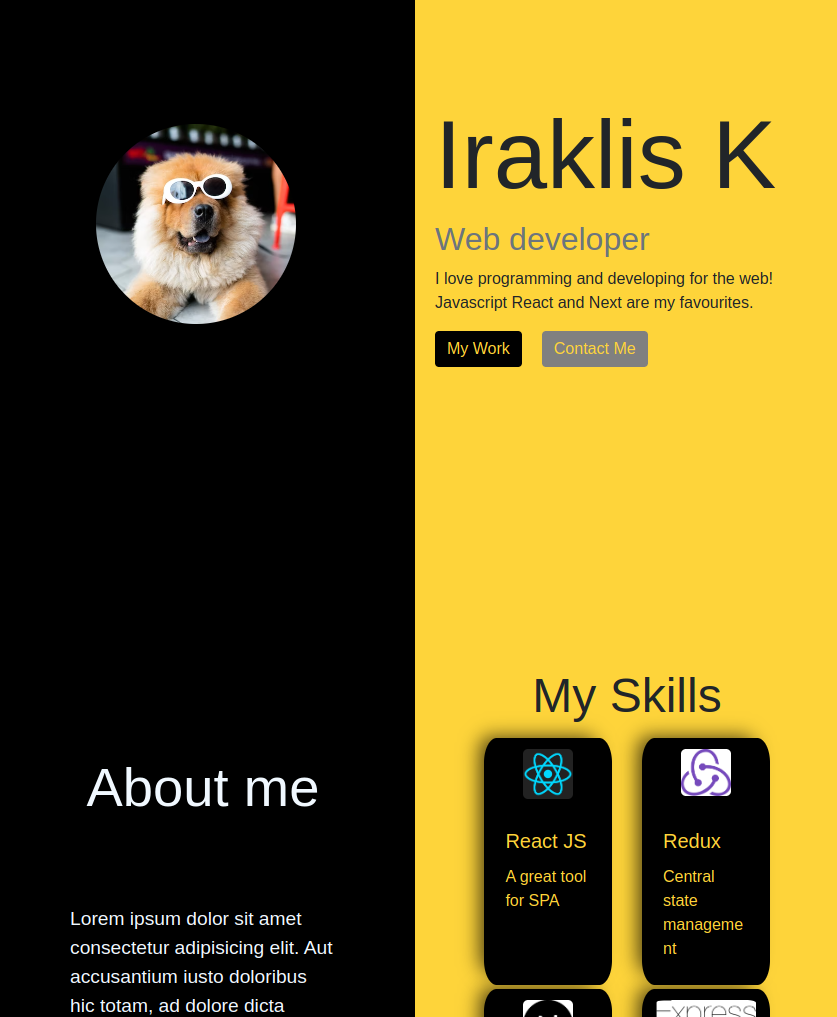 Iraklis K
Web developer
I love programming and developing for the web!
Javascript React and Next are my favourites.
My Work
Contact Me
About me
Lorem ipsum dolor sit amet
consectetur adipisicing elit. Aut
accusantium iusto doloribus
hic totam, ad dolore dicta
My Skills
React JS
A great tool
for SPA
Redux
Central
state
manageme
nt
Express